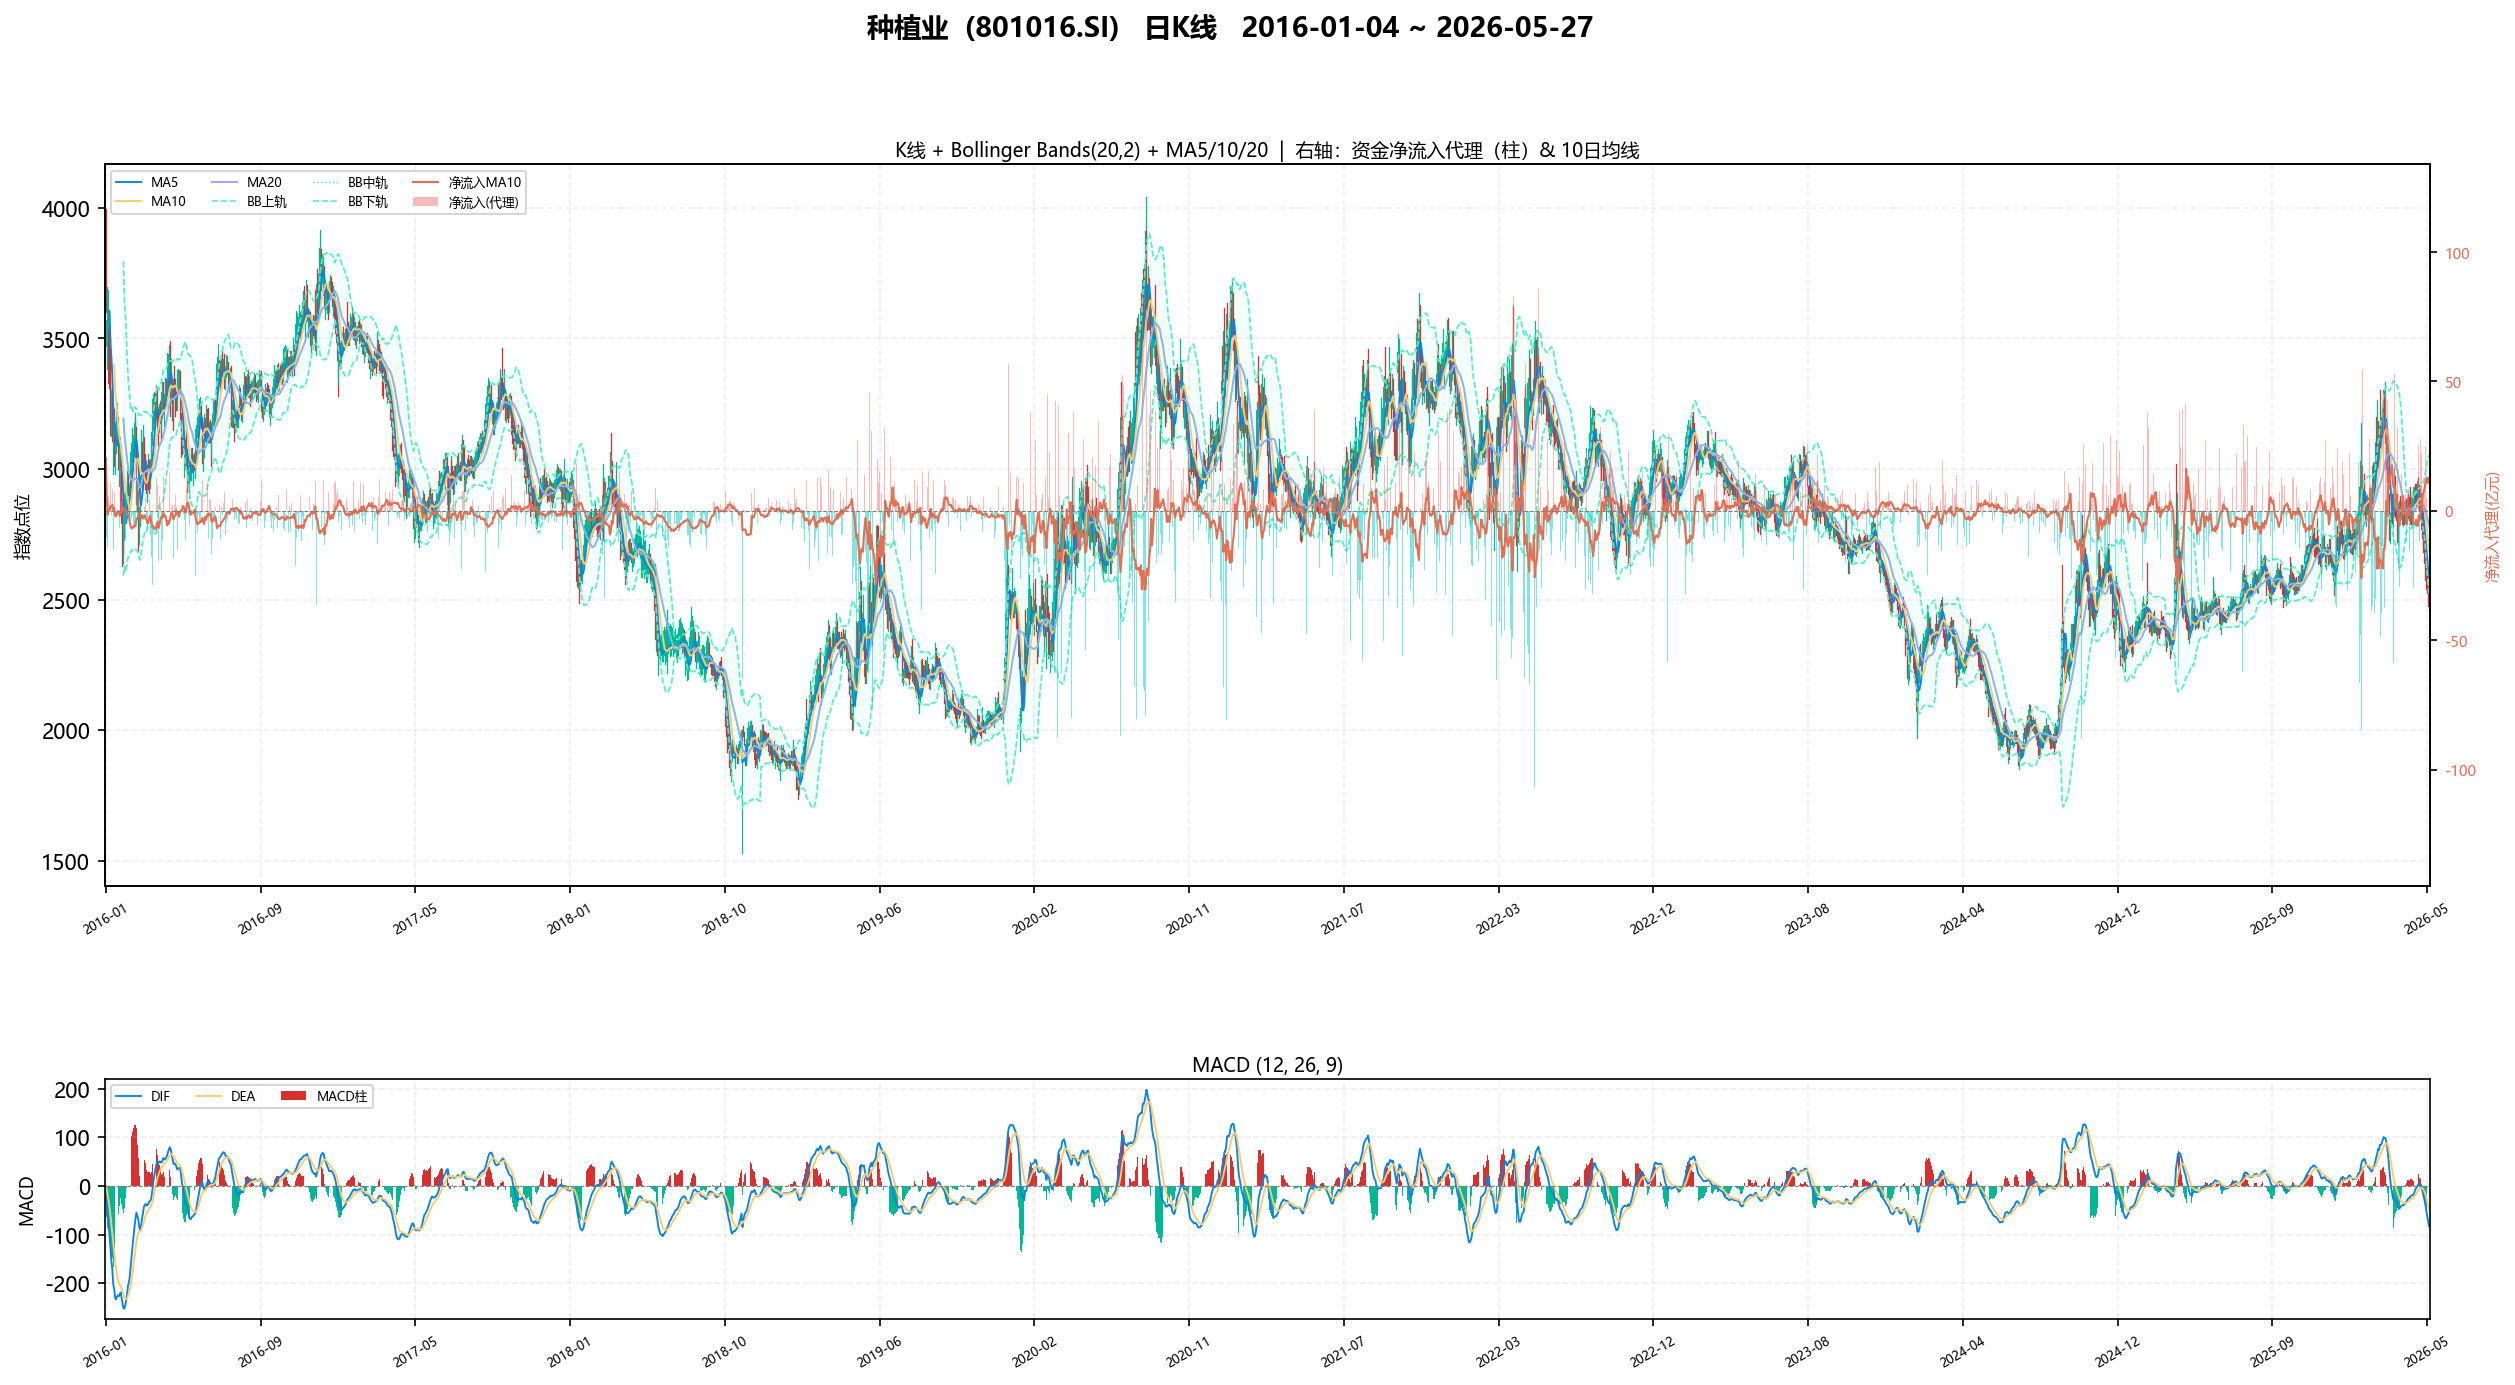 种植业 (801016.SI) 日K线 2016-01-04 ~ 2026-05-27
K线 + Bollinger Bands(20,2) + MA5/10/20 | 右轴：资金净流入代理（柱）& 10日均线
MA5 MA20 BB中轨 净流入MA10
MA10 BB上轨 BB下轨 净流入(代理)
指数点位
4000
3500
3000
2500
2000
1500
100
50
0
-50
-100
净流入代理(亿元)
2016-01 2016-09 2017-05 2018-01 2018-10 2019-06 2020-02 2020-11 2021-07 2022-03 2022-12 2023-08 2024-04 2024-12 2025-09 2026-05
MACD (12, 26, 9)
DIF DEA MACD柱
MACD
200
100
0
-100
-200
2016-01 2016-09 2017-05 2018-01 2018-10 2019-06 2020-02 2020-11 2021-07 2022-03 2022-12 2023-08 2024-04 2024-12 2025-09 2026-05